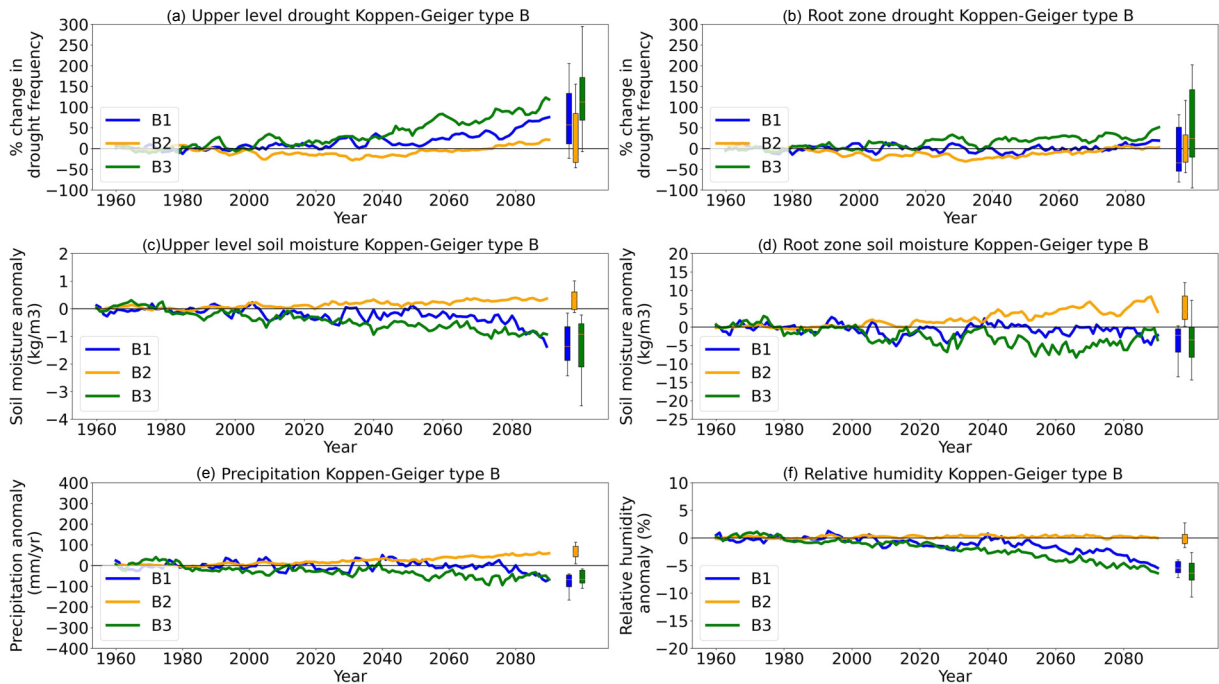 (a) Upper level drought Koppen-Geiger type B
% change in
drought frequency
300
250
200
150
100
50
0
−50
−100
B1
B2
B3
1960 1980 2000 2020 2040 2060 2080
Year
(b) Root zone drought Koppen-Geiger type B
% change in
drought frequency
300
250
200
150
100
50
0
−50
−100
B1
B2
B3
1960 1980 2000 2020 2040 2060 2080
Year
(c)Upper level soil moisture Koppen-Geiger type B
Soil moisture anomaly
(kg/m3)
2
1
0
−1
−2
−3
−4
B1
B2
B3
1960 1980 2000 2020 2040 2060 2080
Year
(d) Root zone soil moisture Koppen-Geiger type B
Soil moisture anomaly
(kg/m3)
20
15
10
5
0
−5
−10
−15
−20
−25
B1
B2
B3
1960 1980 2000 2020 2040 2060 2080
Year
(e) Precipitation Koppen-Geiger type B
Precipitation anomaly
(mm/yr)
400
300
200
100
0
−100
−200
−300
−400
B1
B2
B3
1960 1980 2000 2020 2040 2060 2080
Year
(f) Relative humidity Koppen-Geiger type B
Relative humidity
anomaly (%)
10
5
0
−5
−10
−15
−20
B1
B2
B3
1960 1980 2000 2020 2040 2060 2080
Year